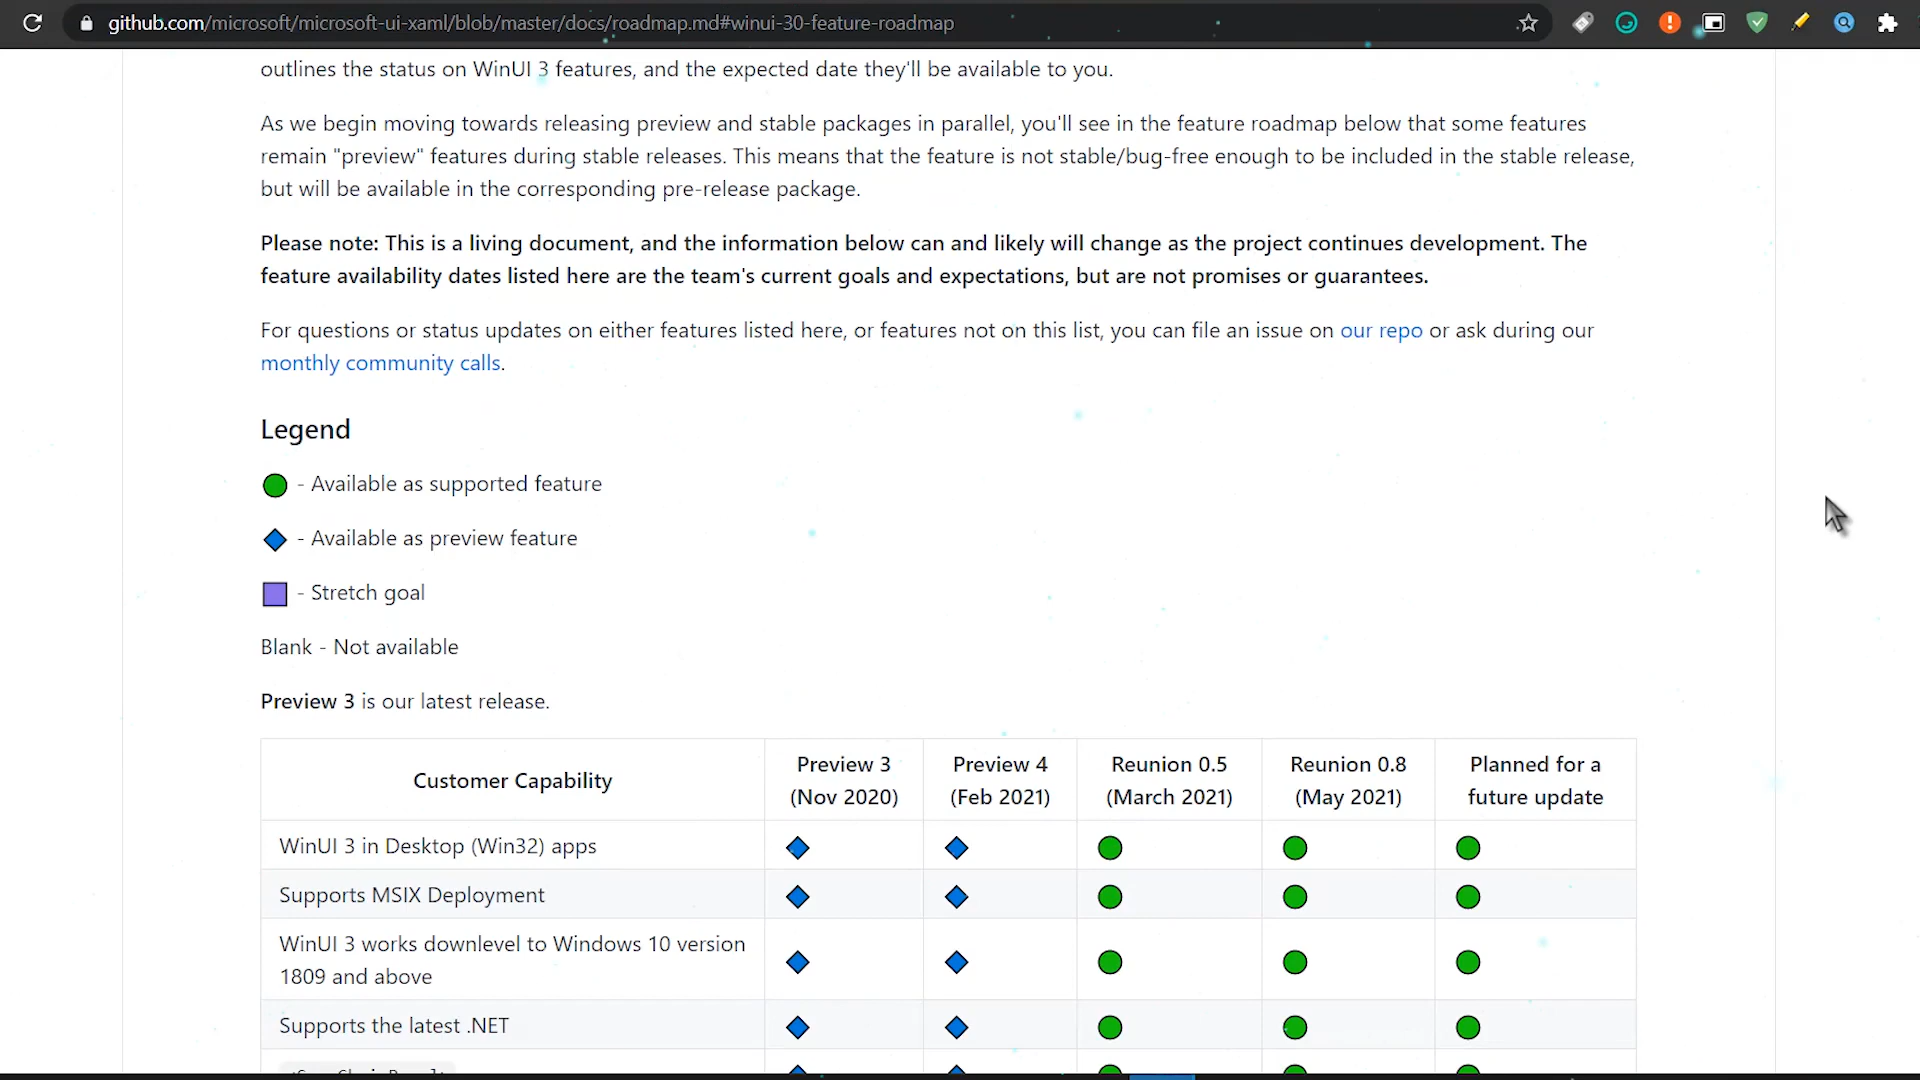 github.com/microsoft/microsoft-ui-xaml/blob/master/docs/roadmap.md#winui-30-feature-roadmap
outlines the status on WinUI 3 features, and the expected date they'll be available to you.
As we begin moving towards releasing preview and stable packages in parallel, you'll see in the feature roadmap below that some features
remain "preview" features during stable releases. This means that the feature is not stable/bug-free enough to be included in the stable release,
but will be available in the corresponding pre-release package.
Please note: This is a living document, and the information below can and likely will change as the project continues development. The
feature availability dates listed here are the team's current goals and expectations, but are not promises or guarantees.
For questions or status updates on either features listed here, or features not on this list, you can file an issue on our repo or ask during our
monthly community calls.
Legend
- Available as supported feature
- Available as preview feature
- Stretch goal
Blank - Not available
Preview 3 is our latest release.
Customer Capability
Preview 3
(Nov 2020)
Preview 4
(Feb 2021)
Reunion 0.5
(March 2021)
Reunion 0.8
(May 2021)
Planned for a
future update
WinUI 3 in Desktop (Win32) apps
Supports MSIX Deployment
WinUI 3 works downlevel to Windows 10 version
1809 and above
Supports the latest .NET